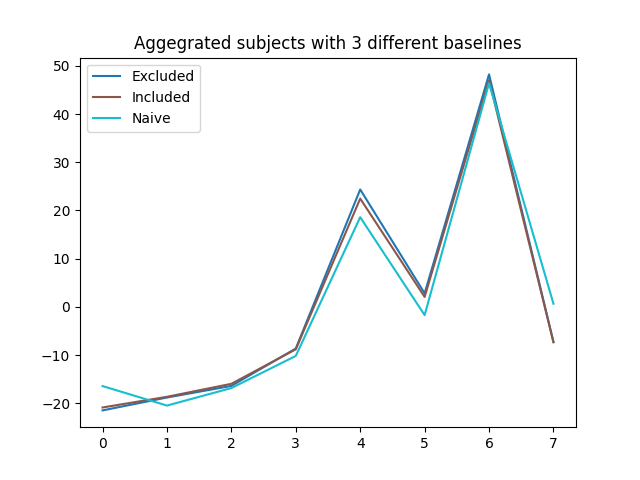 Aggegrated subjects with 3 different baselines
Excluded
Included
Naive
50
40
30
20
10
0
−10
−20
0 1 2 3 4 5 6 7